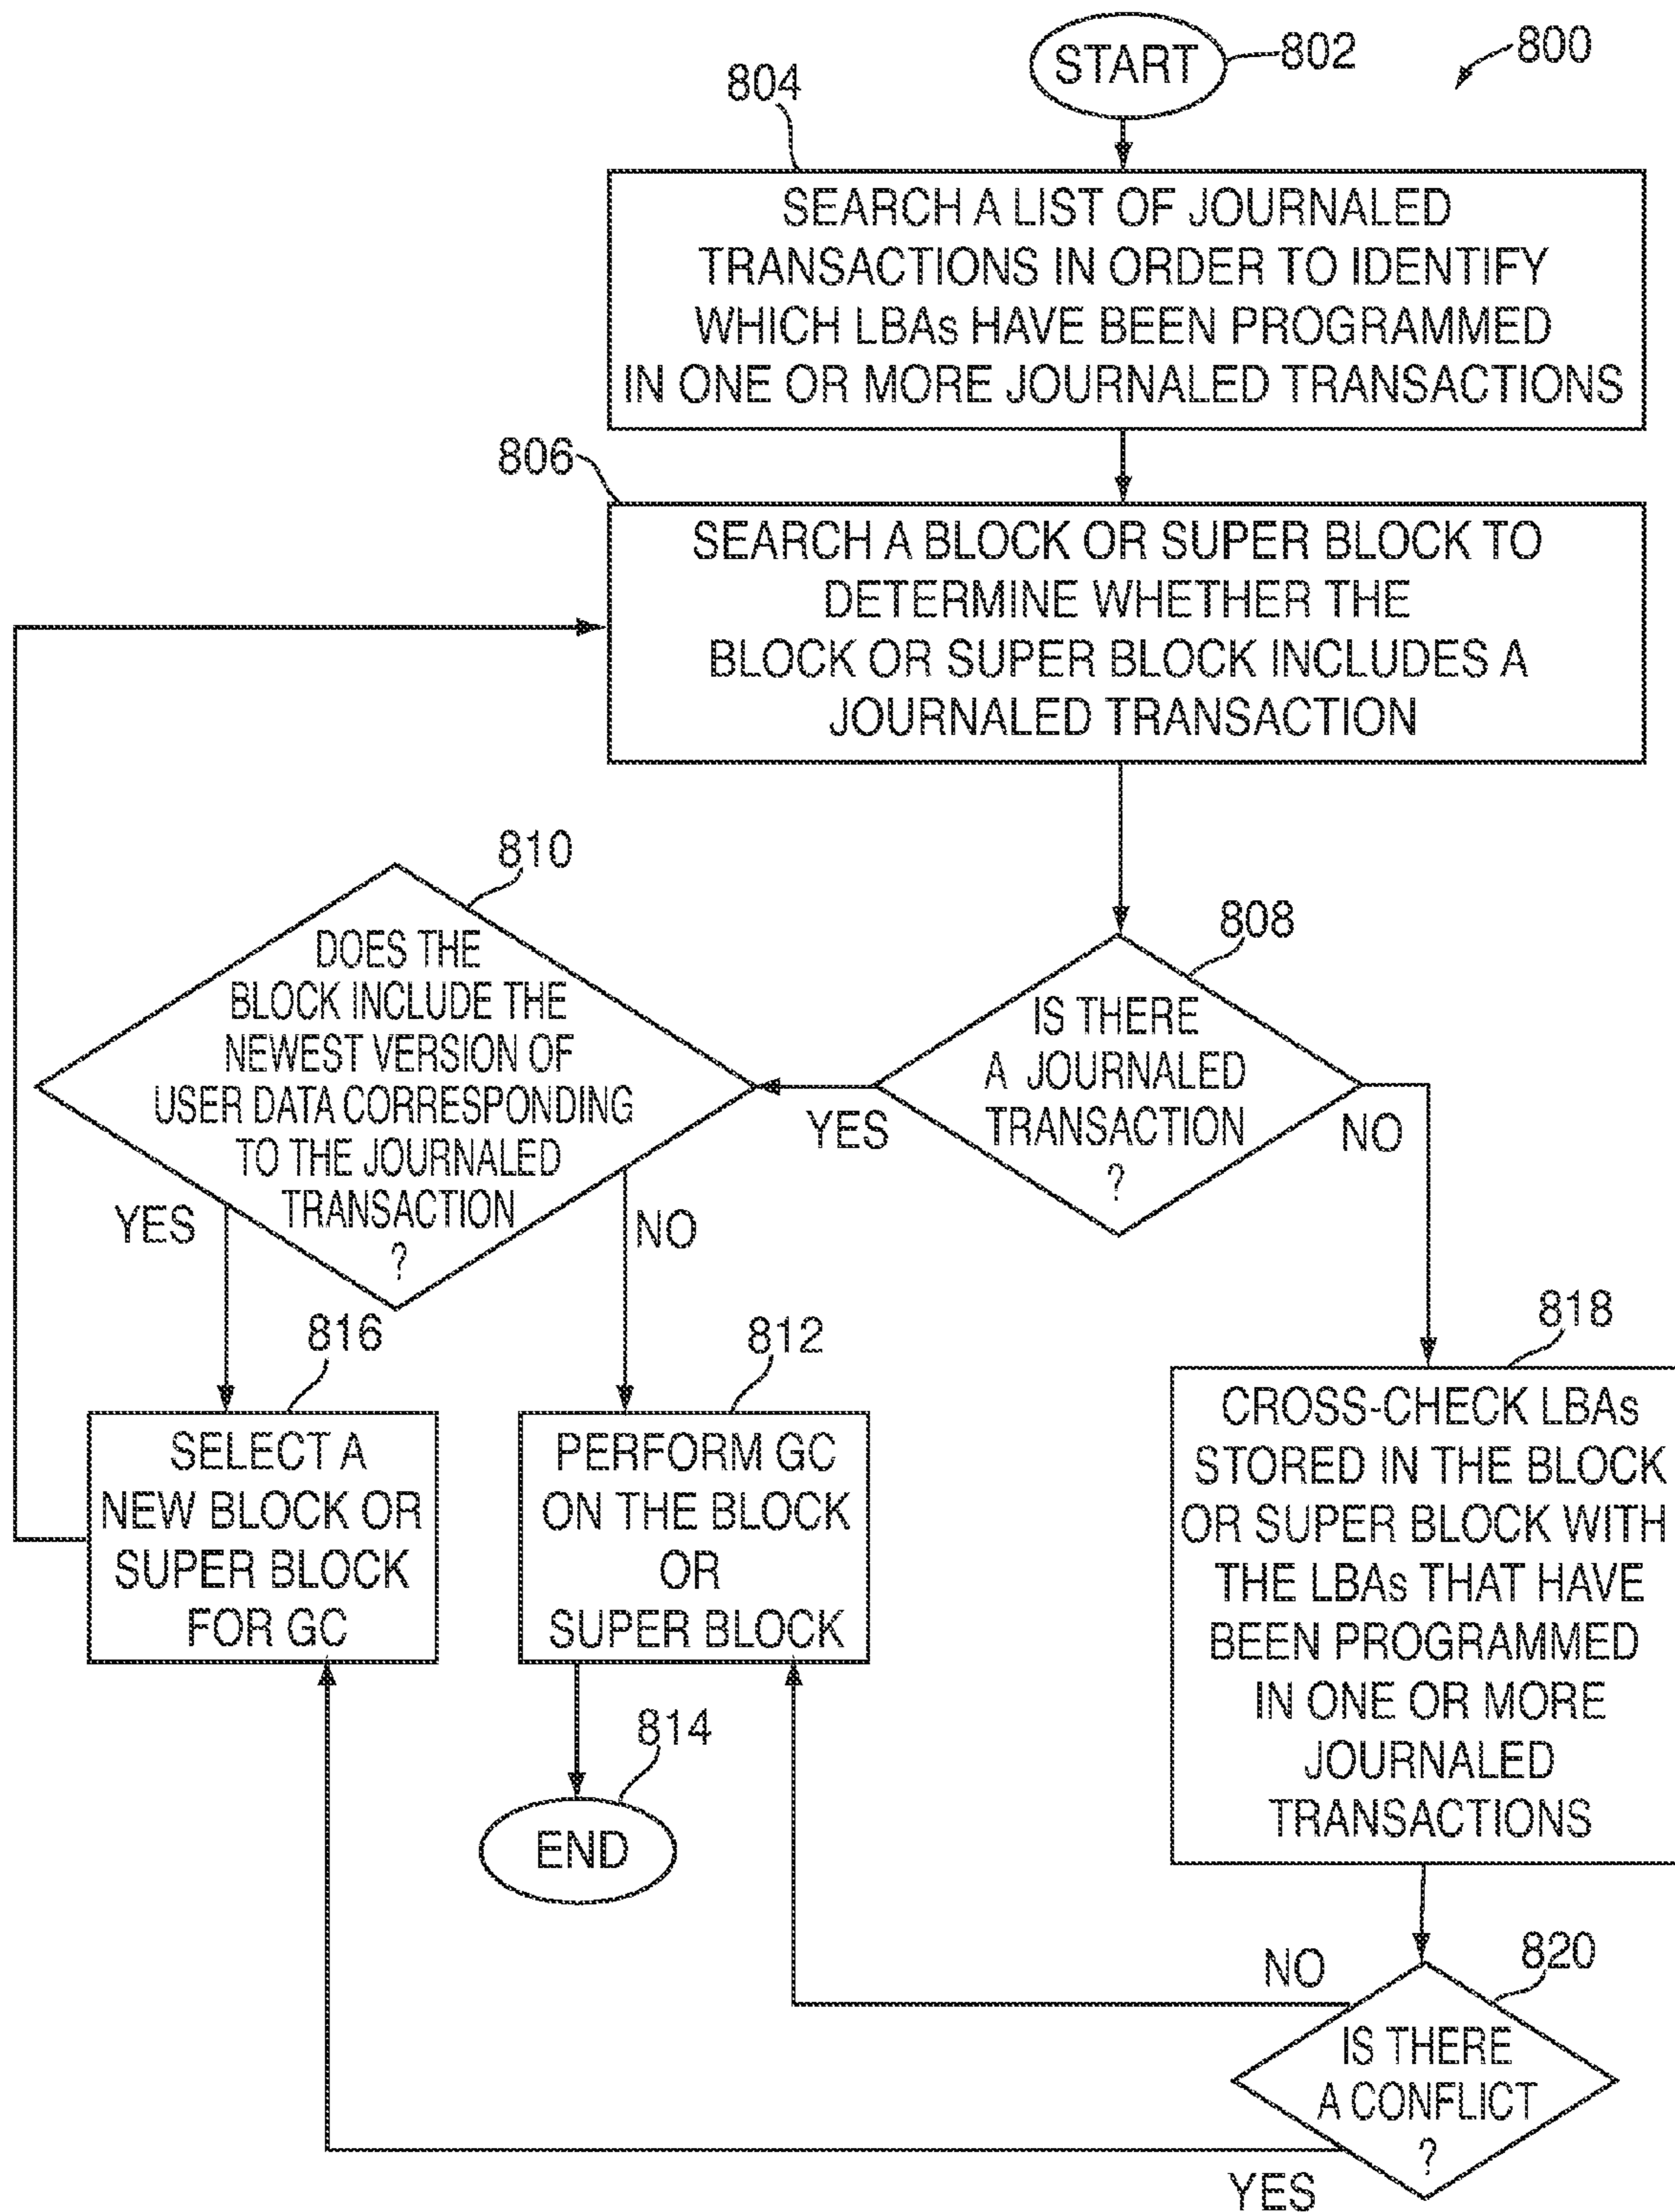 START
802
800
804
SEARCH A LIST OF JOURNALED
TRANSACTIONS IN ORDER TO IDENTIFY
WHICH LBAs HAVE BEEN PROGRAMMED
IN ONE OR MORE JOURNALED TRANSACTIONS
806
SEARCH A BLOCK OR SUPER BLOCK TO
DETERMINE WHETHER THE
BLOCK OR SUPER BLOCK INCLUDES A
JOURNALED TRANSACTION
810
DOES THE
BLOCK INCLUDE THE
NEWEST VERSION OF
USER DATA CORRESPONDING
TO THE JOURNALED
TRANSACTION
?
YES
NO
808
IS THERE
A JOURNALED
TRANSACTION
?
YES
NO
816
SELECT A
NEW BLOCK OR
SUPER BLOCK
FOR GC
812
PERFORM GC
ON THE BLOCK
OR
SUPER BLOCK
814
END
818
CROSS-CHECK LBAs
STORED IN THE BLOCK
OR SUPER BLOCK WITH
THE LBAs THAT HAVE
BEEN PROGRAMMED
IN ONE OR MORE
JOURNALED
TRANSACTIONS
820
NO
IS THERE
A CONFLICT
?
YES